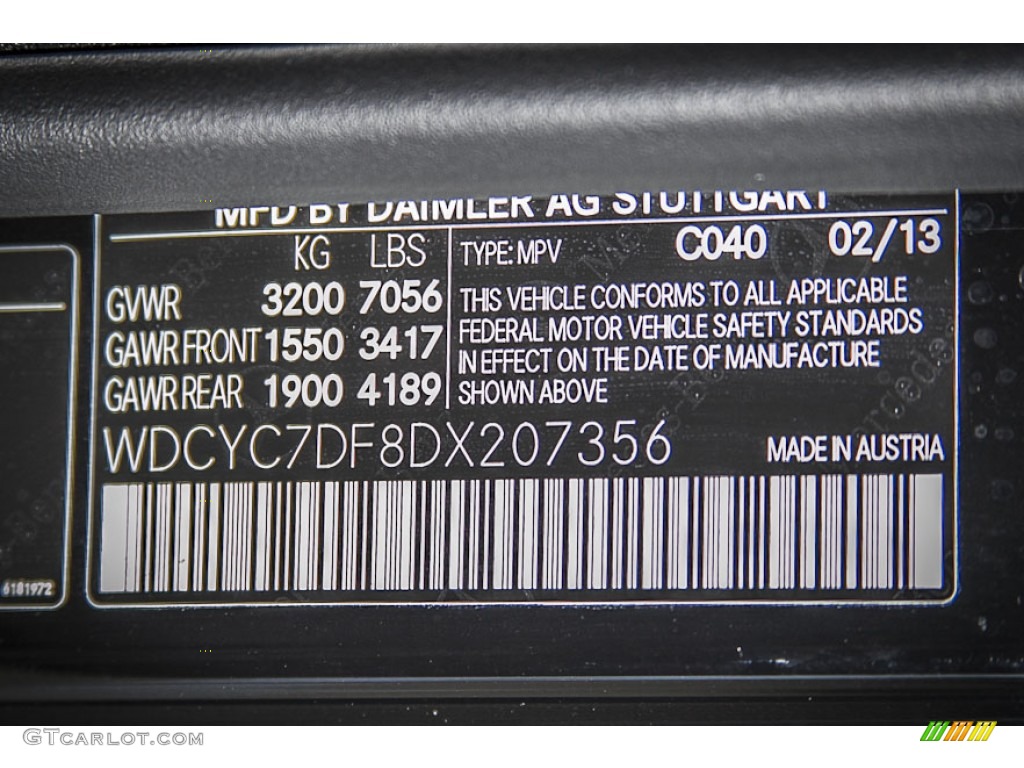 MFD BY DAIMLER AG STUTTGART
KG LBS TYPE: MPV C040 02/13
GVWR 3200 7056
GAWR FRONT 1550 3417
GAWR REAR 1900 4189
THIS VEHICLE CONFORMS TO ALL APPLICABLE
FEDERAL MOTOR VEHICLE SAFETY STANDARDS
IN EFFECT ON THE DATE OF MANUFACTURE
SHOWN ABOVE
WDCYC7DF8DX207356 MADE IN AUSTRIA
6181972
GTCARLOT.COM